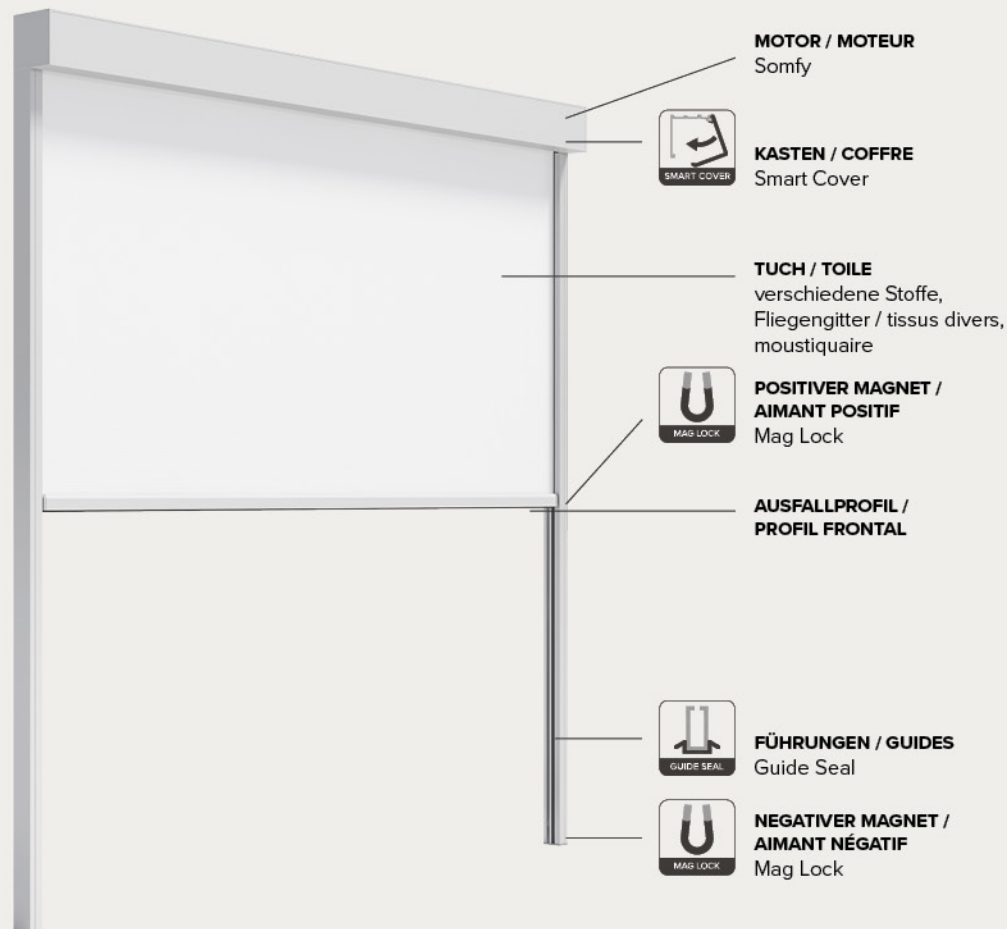 MOTOR / MOTEUR
Somfy
SMART COVER
KASTEN / COFFRE
Smart Cover
TUCH / TOILE
verschiedene Stoffe,
Fliegengitter / tissus divers,
moustiquaire
MAG LOCK
POSITIVER MAGNET /
AIMANT POSITIF
Mag Lock
AUSFALLPROFIL /
PROFIL FRONTAL
GUIDE SEAL
FÜHRUNGEN / GUIDES
Guide Seal
MAG LOCK
NEGATIVER MAGNET /
AIMANT NÉGATIF
Mag Lock